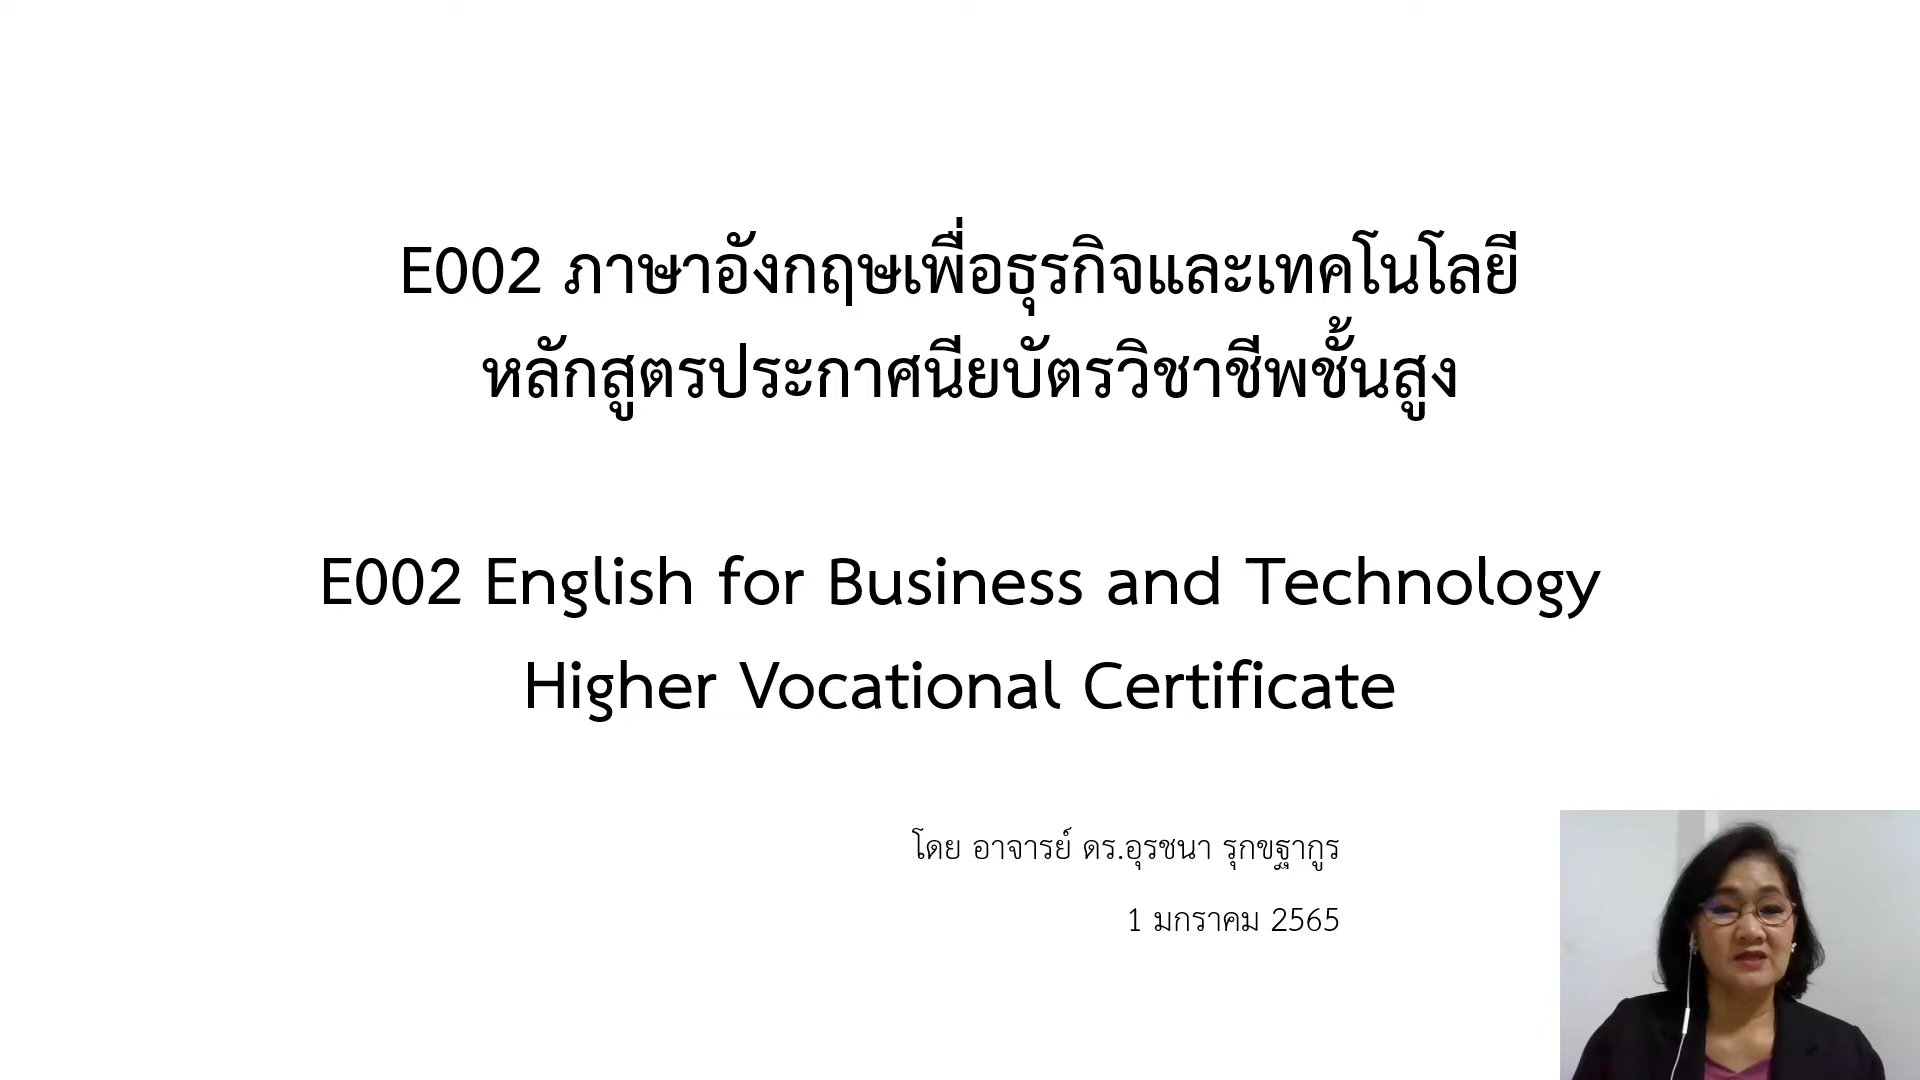 E002 ภาษาอังกฤษเพื่อธุรกิจและเทคโนโลยี
หลักสูตรประกาศนียบัตรวิชาชีพชั้นสูง
E002 English for Business and Technology
Higher Vocational Certificate
โดย อาจารย์ ดร.อุรชนา รุกขฐากูร
1 มกราคม 2565